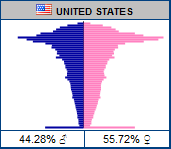 UNITED STATES
44.28% ♂ 55.72% ♀